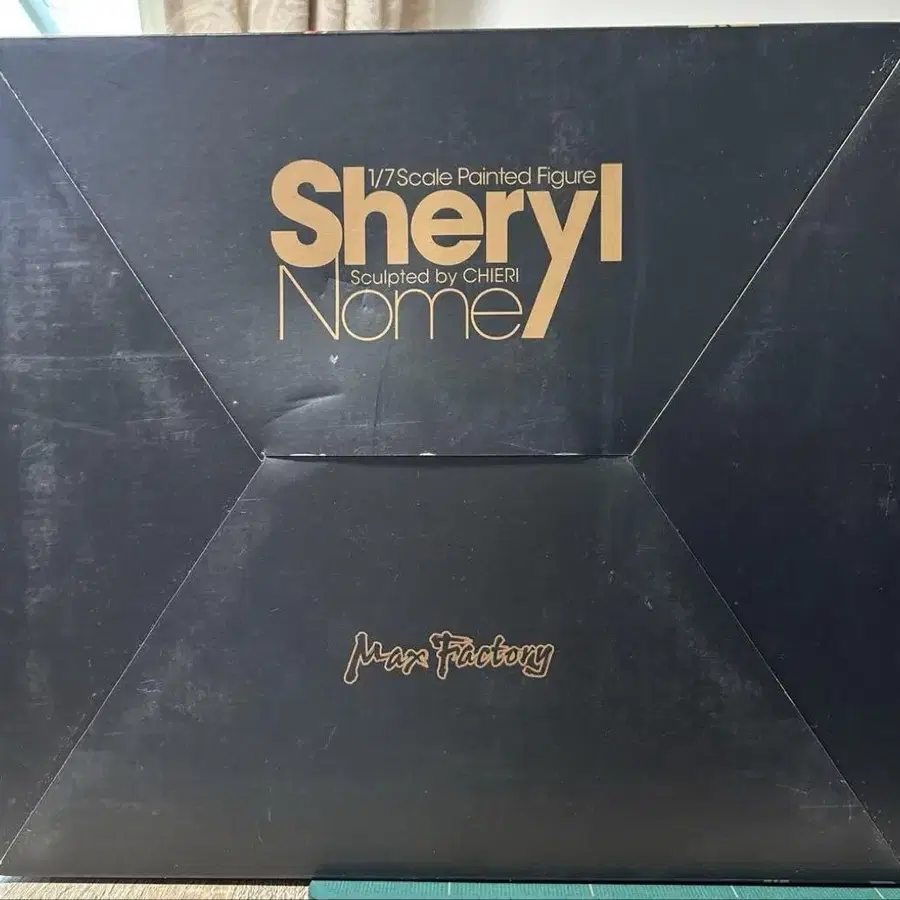 1/7 Scale Painted Figure
Sheryl
Sculpted by CHIERI
Nome
Max Factory